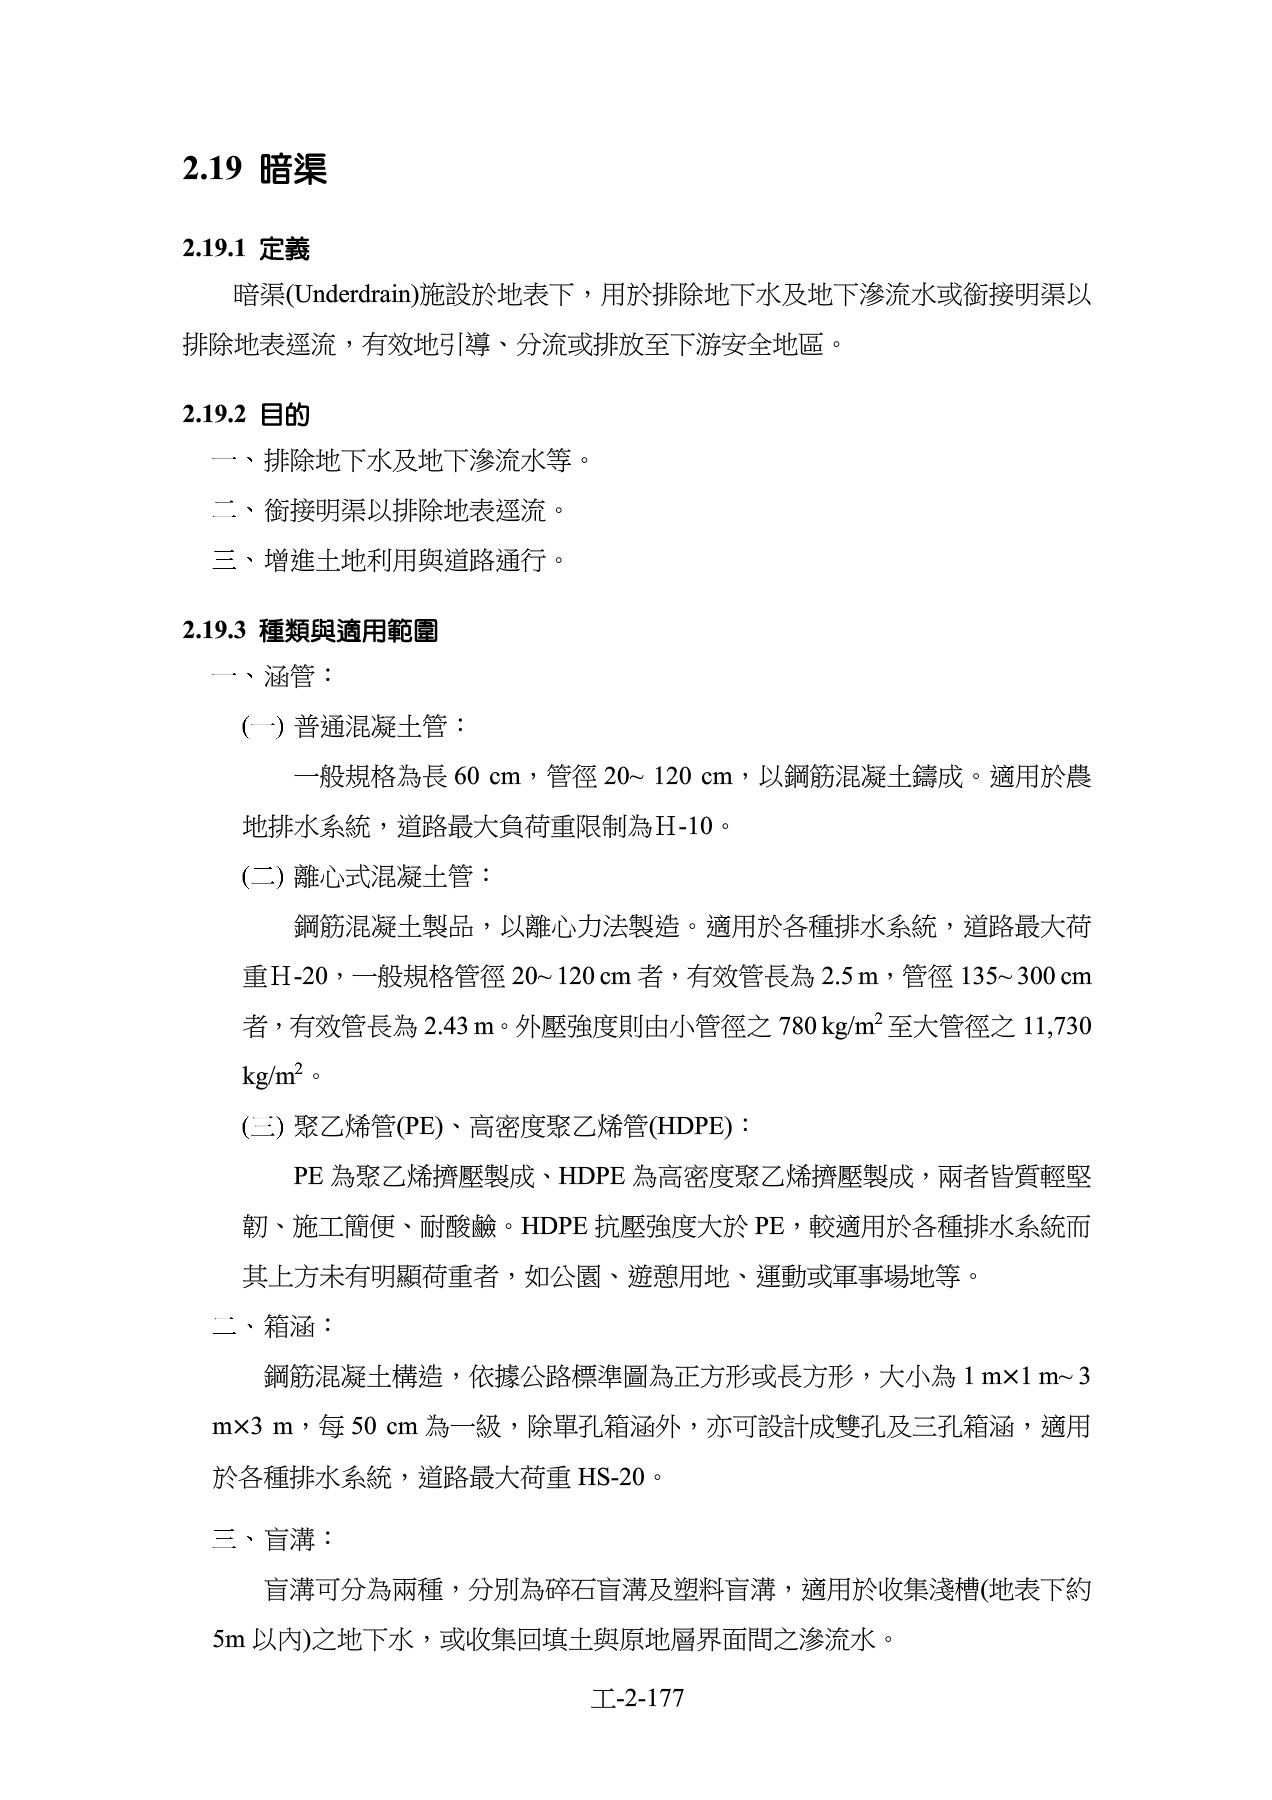 2.19 暗渠
2.19.1 定義
暗渠(Underdrain)施設於地表下，用於排除地下水及地下滲流水或銜接明渠以
排除地表逕流，有效地引導、分流或排放至下游安全地區。
2.19.2 目的
一、排除地下水及地下滲流水等。
二、銜接明渠以排除地表逕流。
三、增進土地利用與道路通行。
2.19.3 種類與適用範圍
一、涵管：
(一) 普通混凝土管：
一般規格為長 60 cm，管徑 20~ 120 cm，以鋼筋混凝土鑄成。適用於農
地排水系統，道路最大負荷重限制為Ｈ-10。
(二) 離心式混凝土管：
鋼筋混凝土製品，以離心力法製造。適用於各種排水系統，道路最大荷
重Ｈ-20，一般規格管徑 20~ 120 cm 者，有效管長為 2.5 m，管徑 135~ 300 cm
者，有效管長為 2.43 m。外壓強度則由小管徑之 780 kg/m² 至大管徑之 11,730
kg/m²。
(三) 聚乙烯管(PE)、高密度聚乙烯管(HDPE)：
PE 為聚乙烯擠壓製成、HDPE 為高密度聚乙烯擠壓製成，兩者皆質輕堅
韌、施工簡便、耐酸鹼。HDPE 抗壓強度大於 PE，較適用於各種排水系統而
其上方未有明顯荷重者，如公園、遊憩用地、運動或軍事場地等。
二、箱涵：
鋼筋混凝土構造，依據公路標準圖為正方形或長方形，大小為 1 m×1 m~ 3
m×3 m，每 50 cm 為一級，除單孔箱涵外，亦可設計成雙孔及三孔箱涵，適用
於各種排水系統，道路最大荷重 HS-20。
三、盲溝：
盲溝可分為兩種，分別為碎石盲溝及塑料盲溝，適用於收集淺槽(地表下約
5m 以內)之地下水，或收集回填土與原地層界面間之滲流水。
工-2-177